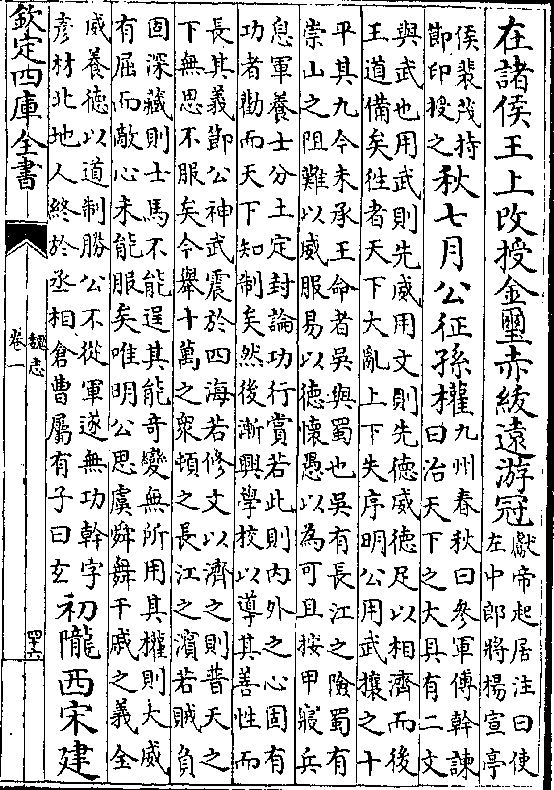 在諸侯王上改授金璽赤紱遠游冠
獻帝起居注曰使
左中郎將楊宣亭
侯裴茂持
節印授之
秋七月公征孫權
九州春秋曰參軍傅幹諫
曰治天下之大具有二文
與武也用武則先威用文則先德威德足以相濟而後
王道備矣徃者天下大亂上下失序明公用武攘之十
平其九今未承王命者吳與蜀也吳有長江之險蜀有
崇山之阻難以威服易以德懷愚以為可且按甲寢兵
息軍養士分土定封論功行賞若此則内外之心固有
功者勸而天下知制矣然後漸興學校以導其善性而
長其義節公神武震於四海若修文以濟之則普天之
下無思不服矣今舉十萬之衆頓之長江之濱若賊負
固深藏則士馬不能逞其能奇變無所用其權則大威
有屈而敵心未能服矣唯明公思虞舜舞干戚之義全
威養德以道制勝公不從軍遂無功幹字
彦材北地人終於丞相倉曹屬有子曰玄
初隴西宋建
欽定四庫全書
魏志
卷一